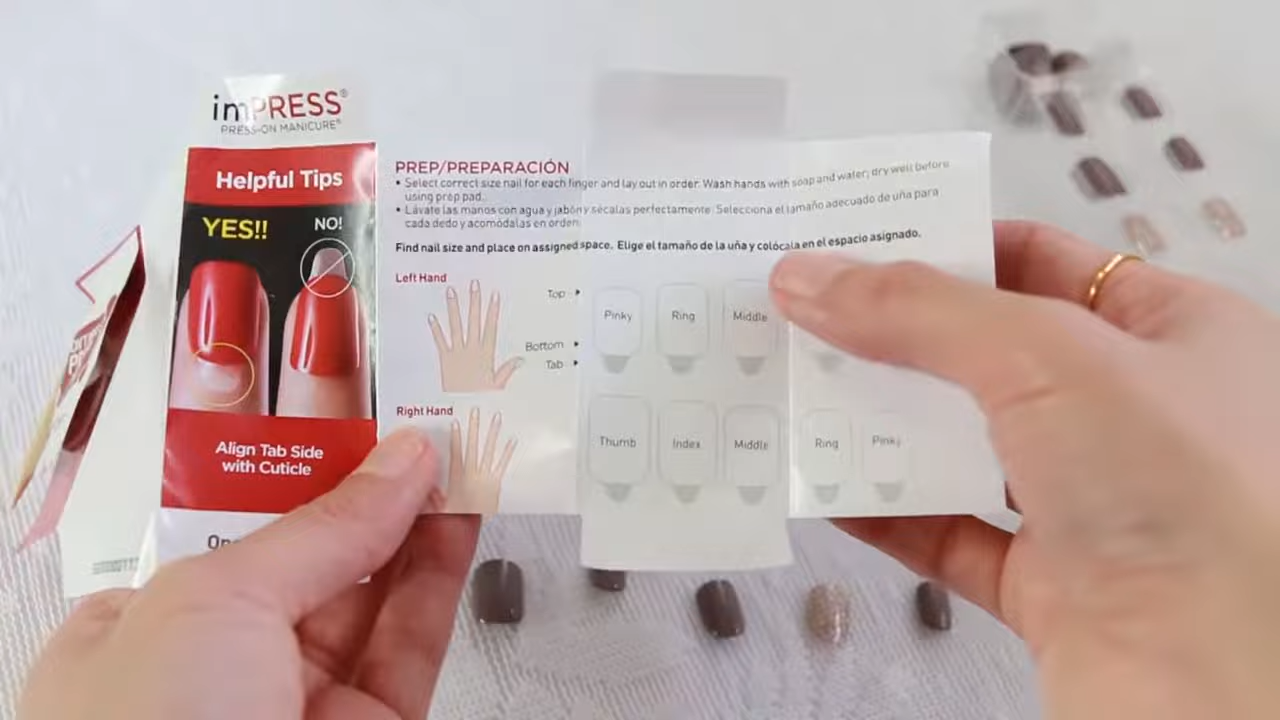 imPRESS®
PRESS-ON MANICURE®
Helpful Tips
YES!!
NO!
Align Tab Side
with Cuticle
PREP/PREPARACIÓN
• Select correct size nail for each finger and lay out in order. Wash hands with soap and water; dry well before
using prep pad.
• Lávate las manos con agua y jabón y sécalas perfectamente. Selecciona el tamaño adecuado de uña para
cada dedo y acomódalas en orden.
Find nail size and place on assigned space. Elige el tamaño de la uña y colócala en el espacio asignado.
Left Hand
Top
Bottom
Tab
Pinky Ring Middle
Right Hand
Thumb Index Middle Ring Pinky